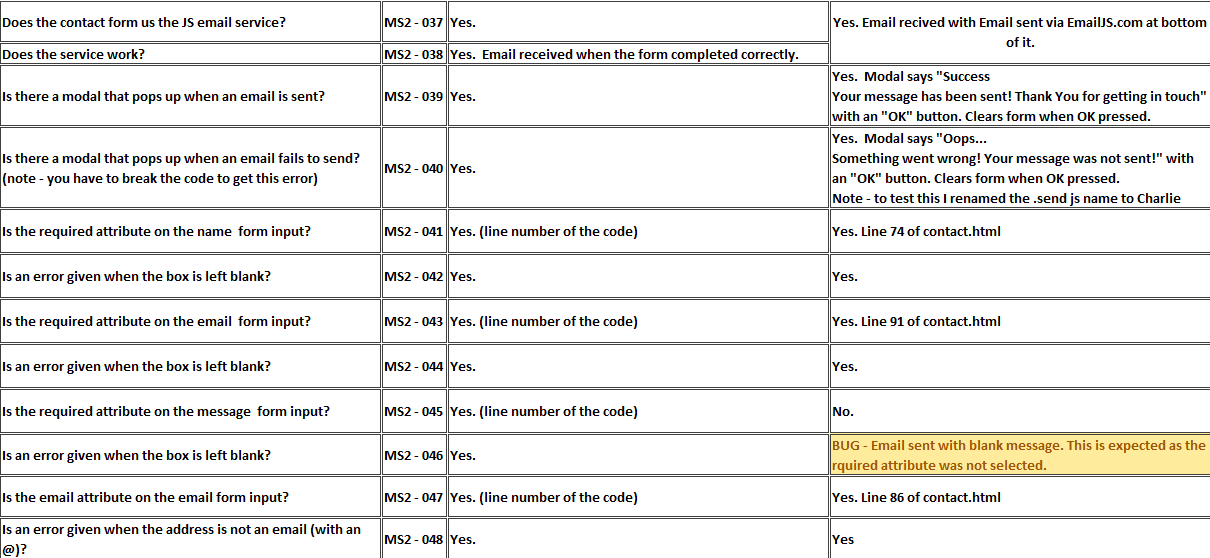 Does the contact form us the JS email service? MS2 - 037 Yes. Yes. Email recived with Email sent via EmailJS.com at bottom
of it.
Does the service work? MS2 - 038 Yes.  Email received when the form completed correctly.
Is there a modal that pops up when an email is sent? MS2 - 039 Yes. Yes.  Modal says "Success
Your message has been sent! Thank You for getting in touch"
with an "OK" button. Clears form when OK pressed.
Is there a modal that pops up when an email fails to send?
(note - you have to break the code to get this error) MS2 - 040 Yes. Yes.  Modal says "Oops...
Something went wrong! Your message was not sent!" with
an "OK" button. Clears form when OK pressed.
Note - to test this I renamed the .send js name to Charlie
Is the required attribute on the name  form input? MS2 - 041 Yes. (line number of the code) Yes. Line 74 of contact.html
Is an error given when the box is left blank? MS2 - 042 Yes. Yes.
Is the required attribute on the email  form input? MS2 - 043 Yes. (line number of the code) Yes. Line 91 of contact.html
Is an error given when the box is left blank? MS2 - 044 Yes. Yes.
Is the required attribute on the message  form input? MS2 - 045 Yes. (line number of the code) No.
Is an error given when the box is left blank? MS2 - 046 Yes. BUG - Email sent with blank message. This is expected as the
rquired attribute was not selected.
Is the email attribute on the email form input? MS2 - 047 Yes. (line number of the code) Yes. Line 86 of contact.html
Is an error given when the address is not an email (with an
@)? MS2 - 048 Yes. Yes